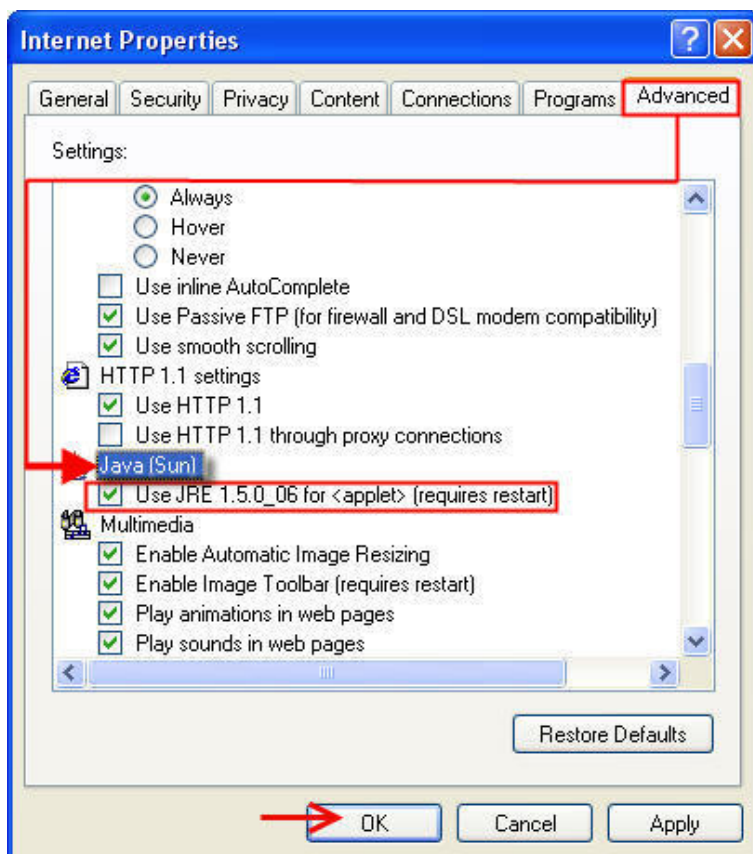 Internet Properties
General Security Privacy Content Connections Programs Advanced
Settings:
Always
Hover
Never
Use inline AutoComplete
Use Passive FTP (for firewall and DSL modem compatibility)
Use smooth scrolling
HTTP 1.1 settings
Use HTTP 1.1
Use HTTP 1.1 through proxy connections
Java (Sun)
Use JRE 1.5.0_06 for <applet> (requires restart)
Multimedia
Enable Automatic Image Resizing
Enable Image Toolbar (requires restart)
Play animations in web pages
Play sounds in web pages
Restore Defaults
OK Cancel Apply